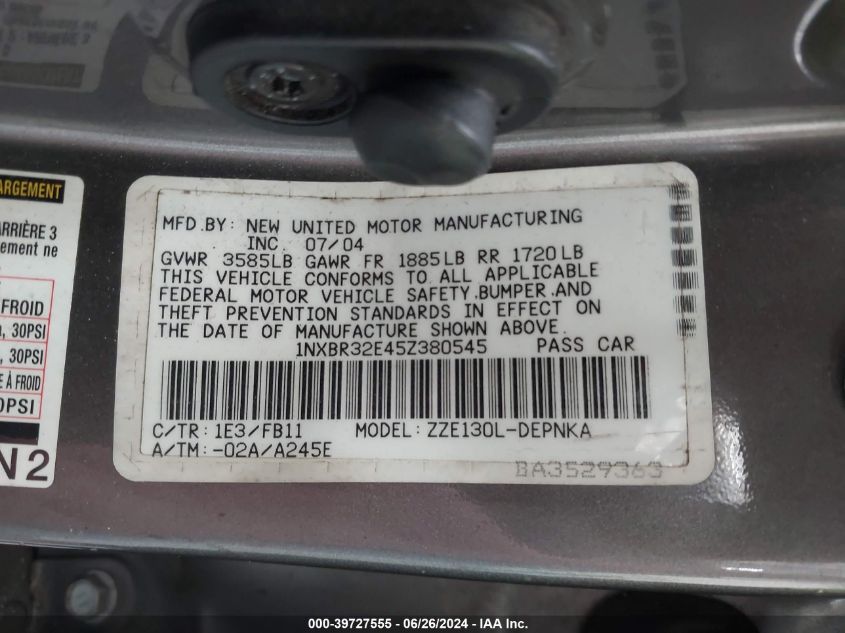 ARGEMENT
ARRIÈRE 3
gement ne
FROID
, 30PSI
, 30PSI
E À FROID
0PSI
N2
MFD.BY: NEW UNITED MOTOR MANUFACTURING
INC. 07/04
GVWR 3585LB GAWR FR 1885LB RR 1720LB
THIS VEHICLE CONFORMS TO ALL APPLICABLE
FEDERAL MOTOR VEHICLE SAFETY,BUMPER,AND
THEFT PREVENTION STANDARDS IN EFFECT ON
THE DATE OF MANUFACTURE SHOWN ABOVE.
1NXBR32E45Z380545 PASS CAR
C/TR: 1E3/FB11 MODEL: ZZE130L-DEPNKA
A/TM:-02A/A245E
BA3529363
000-39727555 - 06/26/2024 - ©IAA, Inc.